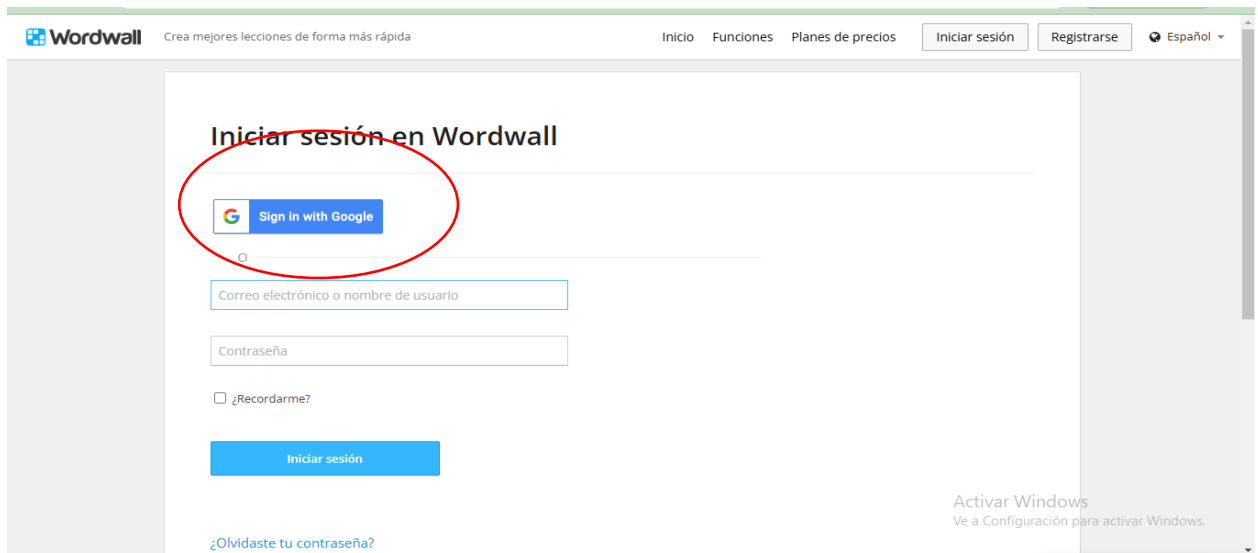 Wordwall Crea mejores lecciones de forma más rápida Inicio Funciones Planes de precios Iniciar sesión Registrarse Español
Iniciar sesión en Wordwall
G Sign in with Google
O
Correo electrónico o nombre de usuario
Contraseña
¿Recordarme?
Iniciar sesión
Activar Windows
Ve a Configuración para activar Windows.
¿Olvidaste tu contraseña?